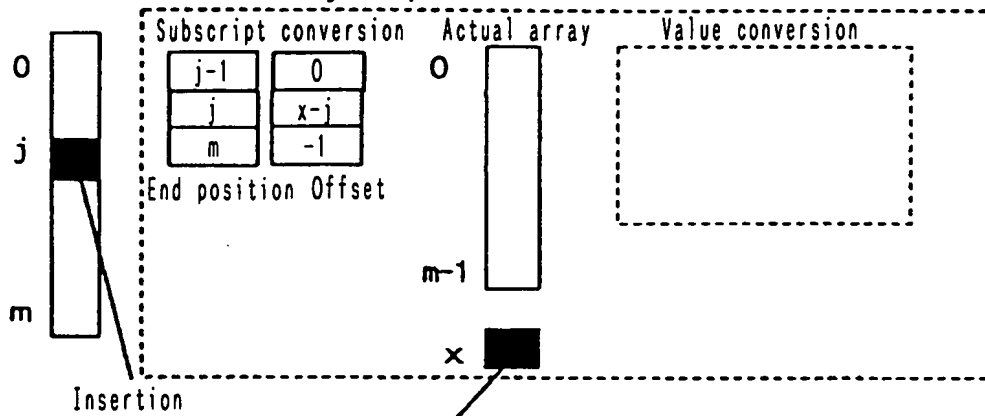 Subscript conversion Actual array Value conversion
0
j
m
j-1 0
j x-j
m -1
End position Offset
0
m-1
x
Insertion